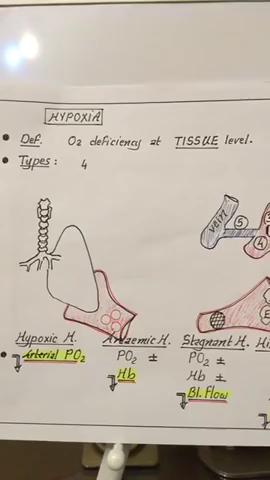 HYPOXIA
• Def. O2 deficiency at TISSUE level.
• Types: 4
vein
5
4
Hypoxic H. Anaemic H. Stagnant H. Hi
• ↓ Arterial PO2 PO2 ± PO2 ±
↓ Hb Hb ±
↓ Bl. Flow